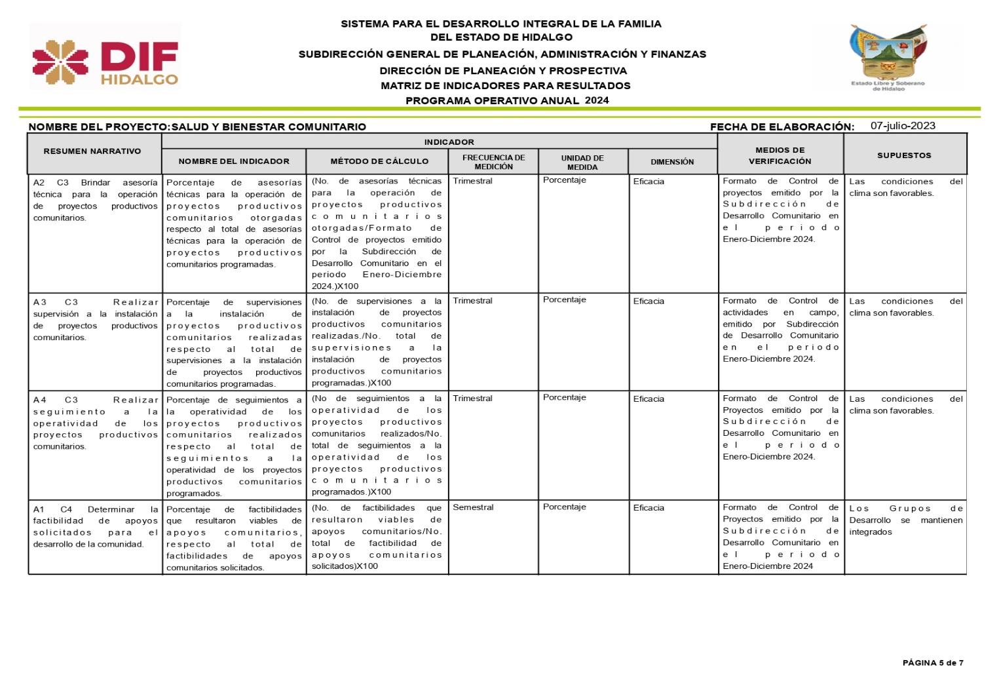 DIF
HIDALGO
SISTEMA PARA EL DESARROLLO INTEGRAL DE LA FAMILIA
DEL ESTADO DE HIDALGO
SUBDIRECCIÓN GENERAL DE PLANEACIÓN, ADMINISTRACIÓN Y FINANZAS
DIRECCIÓN DE PLANEACIÓN Y PROSPECTIVA
MATRIZ DE INDICADORES PARA RESULTADOS
PROGRAMA OPERATIVO ANUAL 2024
Estado Libre y Soberano
de Hidalgo
NOMBRE DEL PROYECTO:SALUD Y BIENESTAR COMUNITARIO
FECHA DE ELABORACIÓN: 07-julio-2023
RESUMEN NARRATIVO
INDICADOR
NOMBRE DEL INDICADOR
MÉTODO DE CÁLCULO
FRECUENCIA DE
MEDICIÓN
UNIDAD DE
MEDIDA
DIMENSIÓN
MEDIOS DE
VERIFICACIÓN
SUPUESTOS
A2 C3 Brindar asesoría
técnica para la operación
de proyectos productivos
comunitarios.
Porcentaje de asesorías
técnicas para la operación de
proyectos productivos
comunitarios otorgadas
respecto al total de asesorías
técnicas para la operación de
proyectos productivos
comunitarios programadas.
(No. de asesorías técnicas
para la operación de
proyectos productivos
comunitarios
otorgadas/Formato de
Control de proyectos emitido
por la Subdirección de
Desarrollo Comunitario en el
periodo Enero-Diciembre
2024.)X100
Trimestral
Porcentaje
Eficacia
Formato de Control de
proyectos emitido por la
Subdirección de
Desarrollo Comunitario en
el periodo
Enero-Diciembre 2024.
Las condiciones del
clima son favorables.
A3 C3 Realizar
supervisión a la instalación
de proyectos productivos
comunitarios.
Porcentaje de supervisiones
a la instalación de
proyectos productivos
comunitarios realizadas
respecto al total de
supervisiones a la instalación
de proyectos productivos
comunitarios programadas.
(No. de supervisiones a la
instalación de proyectos
productivos comunitarios
realizadas./No. total de
supervisiones a la
instalación de proyectos
productivos comunitarios
programadas.)X100
Trimestral
Porcentaje
Eficacia
Formato de Control de
actividades en campo,
emitido por Subdirección
de Desarrollo Comunitario
en el periodo
Enero-Diciembre 2024.
Las condiciones del
clima son favorables.
A4 C3 Realizar
seguimiento a la
operatividad de los
proyectos productivos
comunitarios.
Porcentaje de seguimientos a
la operatividad de los
proyectos productivos
comunitarios realizados
respecto al total de
seguimientos a la
operatividad de los proyectos
productivos comunitarios
programados.
(No de seguimientos a la
operatividad de los
proyectos productivos
comunitarios realizados/No.
total de seguimientos a la
operatividad de los
proyectos productivos
comunitarios
programados.)X100
Trimestral
Porcentaje
Eficacia
Formato de Control de
Proyectos emitido por la
Subdirección de
Desarrollo Comunitario en
el periodo
Enero-Diciembre 2024.
Las condiciones del
clima son favorables.
A1 C4 Determinar la
factibilidad de apoyos
solicitados para el
desarrollo de la comunidad.
Porcentaje de factibilidades
que resultaron viables de
apoyos comunitarios,
respecto al total de
factibilidades de apoyos
comunitarios solicitados.
(No. de factibilidades que
resultaron viables de
apoyos comunitarios/No.
total de factibilidad de
apoyos comunitarios
solicitados)X100
Semestral
Porcentaje
Eficacia
Formato de Control de
Proyectos emitido por la
Subdirección de
Desarrollo Comunitario en
el periodo
Enero-Diciembre 2024
Los Grupos de
Desarrollo se mantienen
integrados
PÁGINA 5 de 7